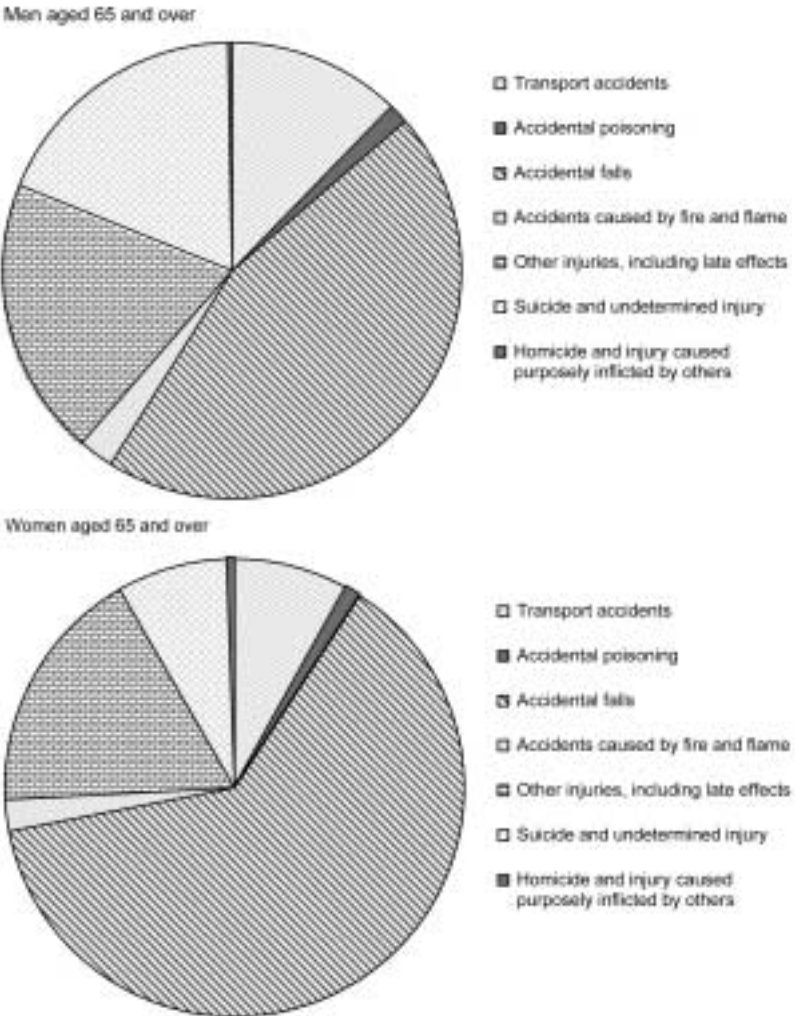 Men aged 65 and over
Transport accidents
Accidental poisoning
Accidental falls
Accidents caused by fire and flame
Other injuries, including late effects
Suicide and undetermined injury
Homicide and injury caused
purposely inflicted by others
Women aged 65 and over
Transport accidents
Accidental poisoning
Accidental falls
Accidents caused by fire and flame
Other injuries, including late effects
Suicide and undetermined injury
Homicide and injury caused
purposely inflicted by others